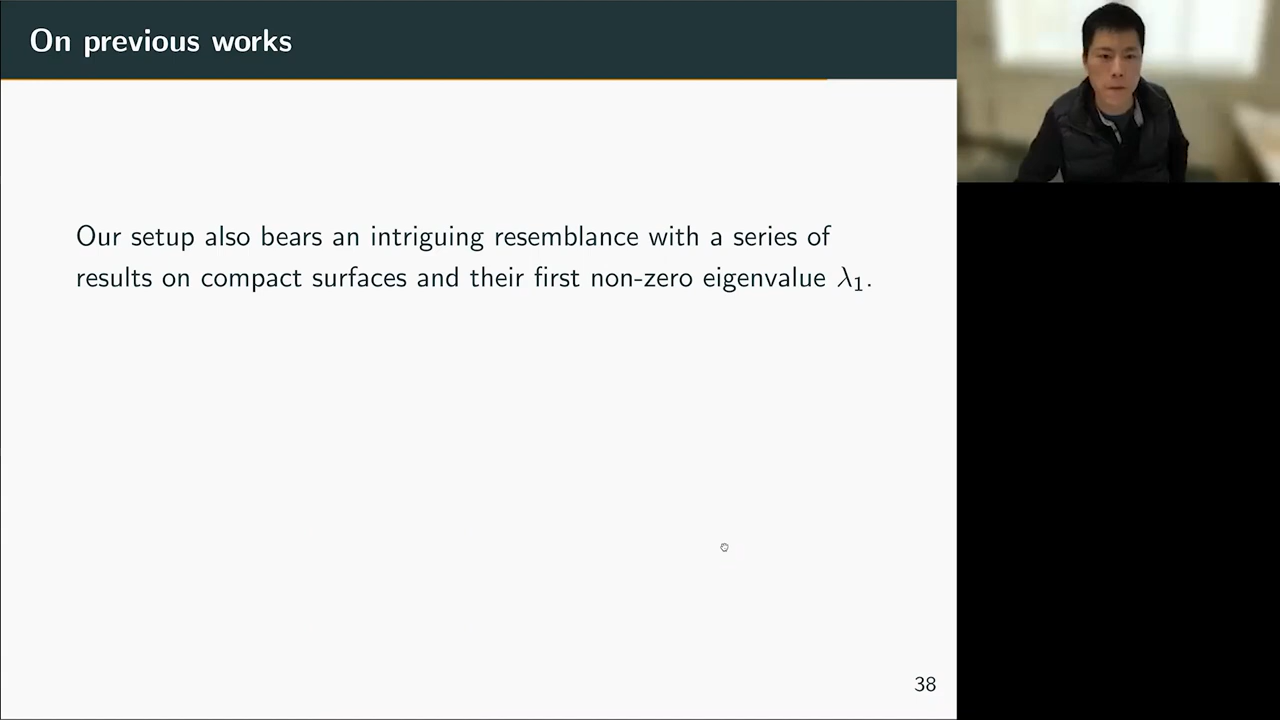 On previous works
Our setup also bears an intriguing resemblance with a series of
results on compact surfaces and their first non-zero eigenvalue λ₁.
38